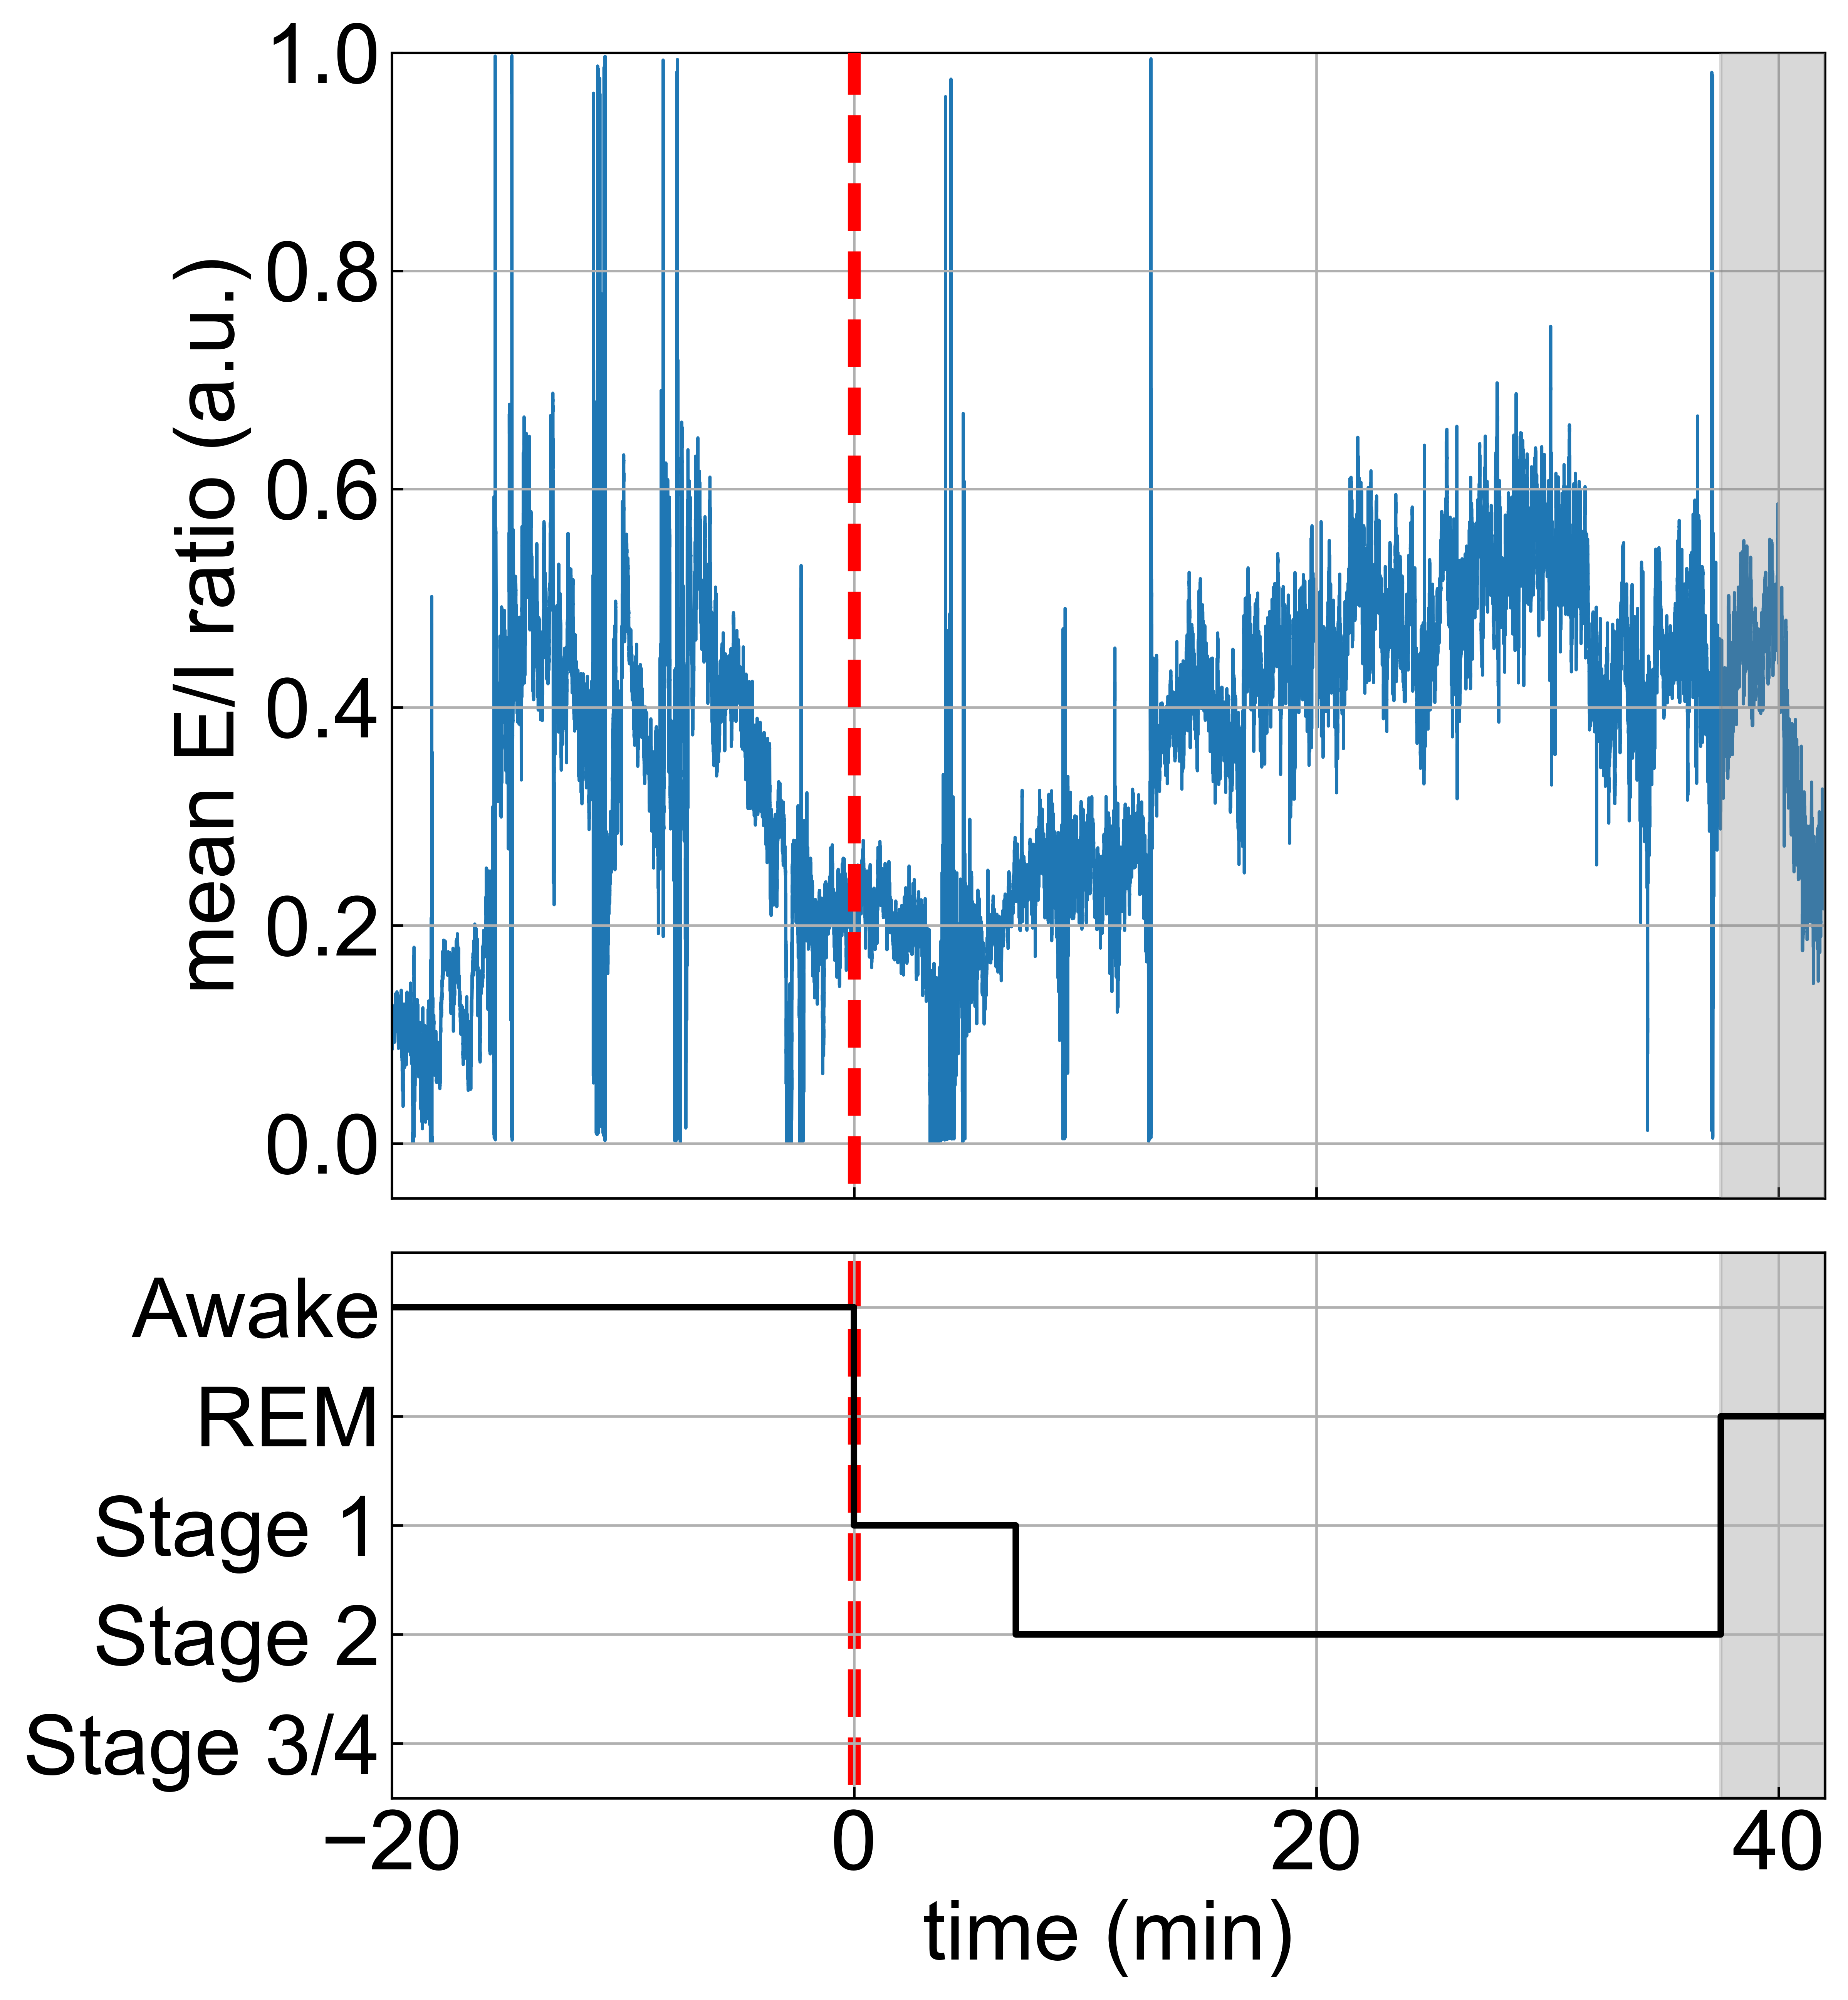 1.0
0.8
0.6
0.4
0.2
0.0
mean E/I ratio (a.u.)
Awake
REM
Stage 1
Stage 2
Stage 3/4
−20 0 20 40
time (min)